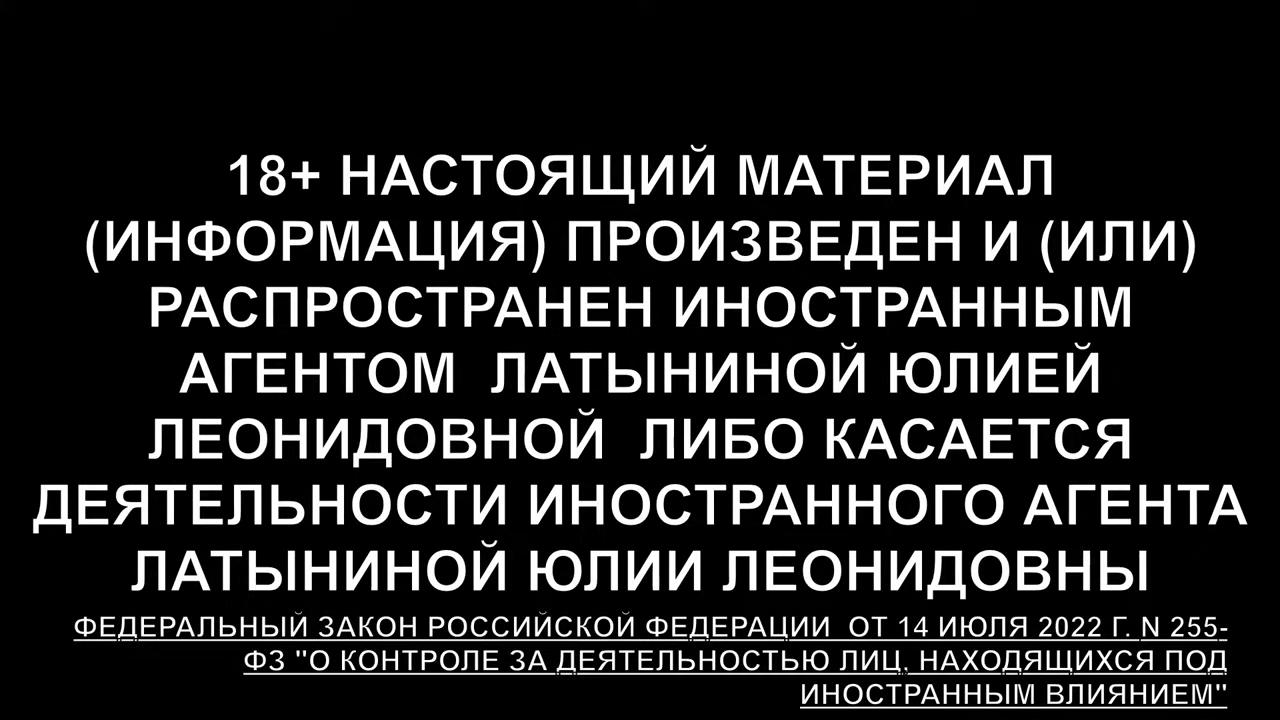 18+ НАСТОЯЩИЙ МАТЕРИАЛ
(ИНФОРМАЦИЯ) ПРОИЗВЕДЕН И (ИЛИ)
РАСПРОСТРАНЕН ИНОСТРАННЫМ
АГЕНТОМ  ЛАТЫНИНОЙ ЮЛИЕЙ
ЛЕОНИДОВНОЙ  ЛИБО КАСАЕТСЯ
ДЕЯТЕЛЬНОСТИ ИНОСТРАННОГО АГЕНТА
ЛАТЫНИНОЙ ЮЛИИ ЛЕОНИДОВНЫ
ФЕДЕРАЛЬНЫЙ ЗАКОН РОССИЙСКОЙ ФЕДЕРАЦИИ  ОТ 14 ИЮЛЯ 2022 Г. N 255-
ФЗ "О КОНТРОЛЕ ЗА ДЕЯТЕЛЬНОСТЬЮ ЛИЦ, НАХОДЯЩИХСЯ ПОД
ИНОСТРАННЫМ ВЛИЯНИЕМ"